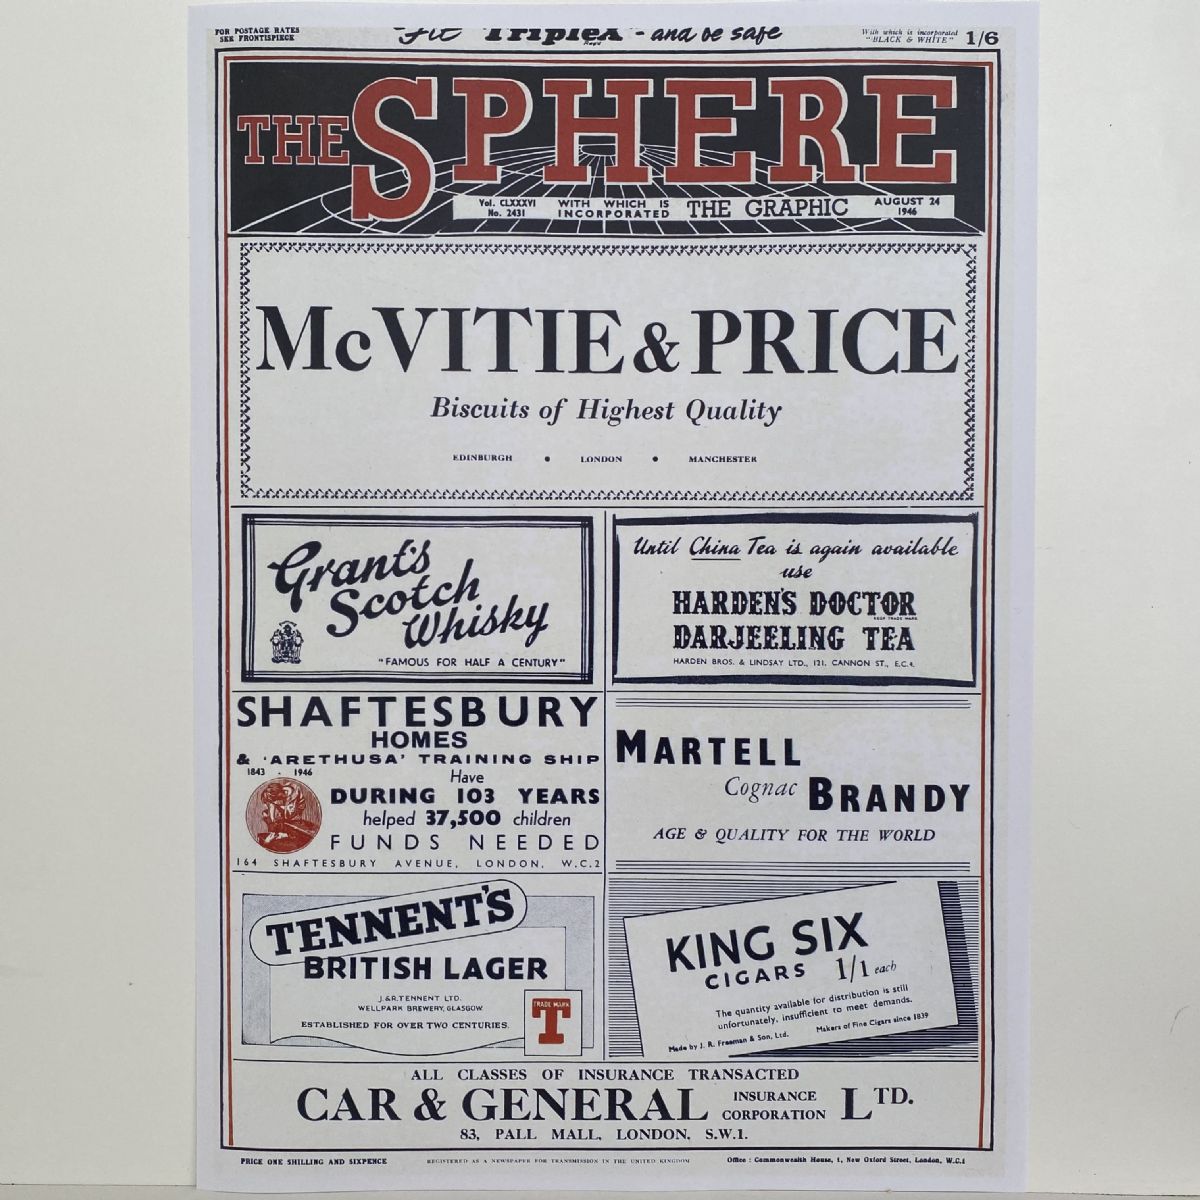 FOR POSTAGE RATES
SEE FRONTISPIECE
Fit Triplex - and be safe
With which is incorporated
"BLACK & WHITE"
1/6
THE SPHERE
Vol. CLXXXVI
No. 2431
WITH WHICH IS
INCORPORATED
THE GRAPHIC
AUGUST 24
1946
McVITIE & PRICE
Biscuits of Highest Quality
EDINBURGH • LONDON • MANCHESTER
Grant's
Scotch
Whisky
"FAMOUS FOR HALF A CENTURY"
Until China Tea is again available
use
HARDEN'S DOCTOR
KEEF TRADE MARK
DARJEELING TEA
HARDEN BROS. & LINDSAY LTD., 121, CANNON ST., E.C.4.
SHAFTESBURY
HOMES
& 'ARETHUSA' TRAINING SHIP
1843 - 1946
Have
DURING 103 YEARS
helped 37,500 children
FUNDS NEEDED
164 SHAFTESBURY AVENUE, LONDON, W.C.2
MARTELL
Cognac BRANDY
AGE & QUALITY FOR THE WORLD
TENNENT'S
BRITISH LAGER
J.&R.TENNENT LTD.
WELLPARK BREWERY, GLASGOW.
ESTABLISHED FOR OVER TWO CENTURIES.
TRADE MARK
T
KING SIX
CIGARS 1/1 each
The quantity available for distribution is still
unfortunately, insufficient to meet demands.
Made by J. R. Freeman & Son, Ltd. Makers of Fine Cigars since 1839
ALL CLASSES OF INSURANCE TRANSACTED
CAR & GENERAL INSURANCE CORPORATION LTD.
83, PALL MALL, LONDON, S.W.1.
PRICE ONE SHILLING AND SIXPENCE
REGISTERED AS A NEWSPAPER FOR TRANSMISSION IN THE UNITED KINGDOM
Office : Commonwealth House, 1, New Oxford Street, London, W.C.1